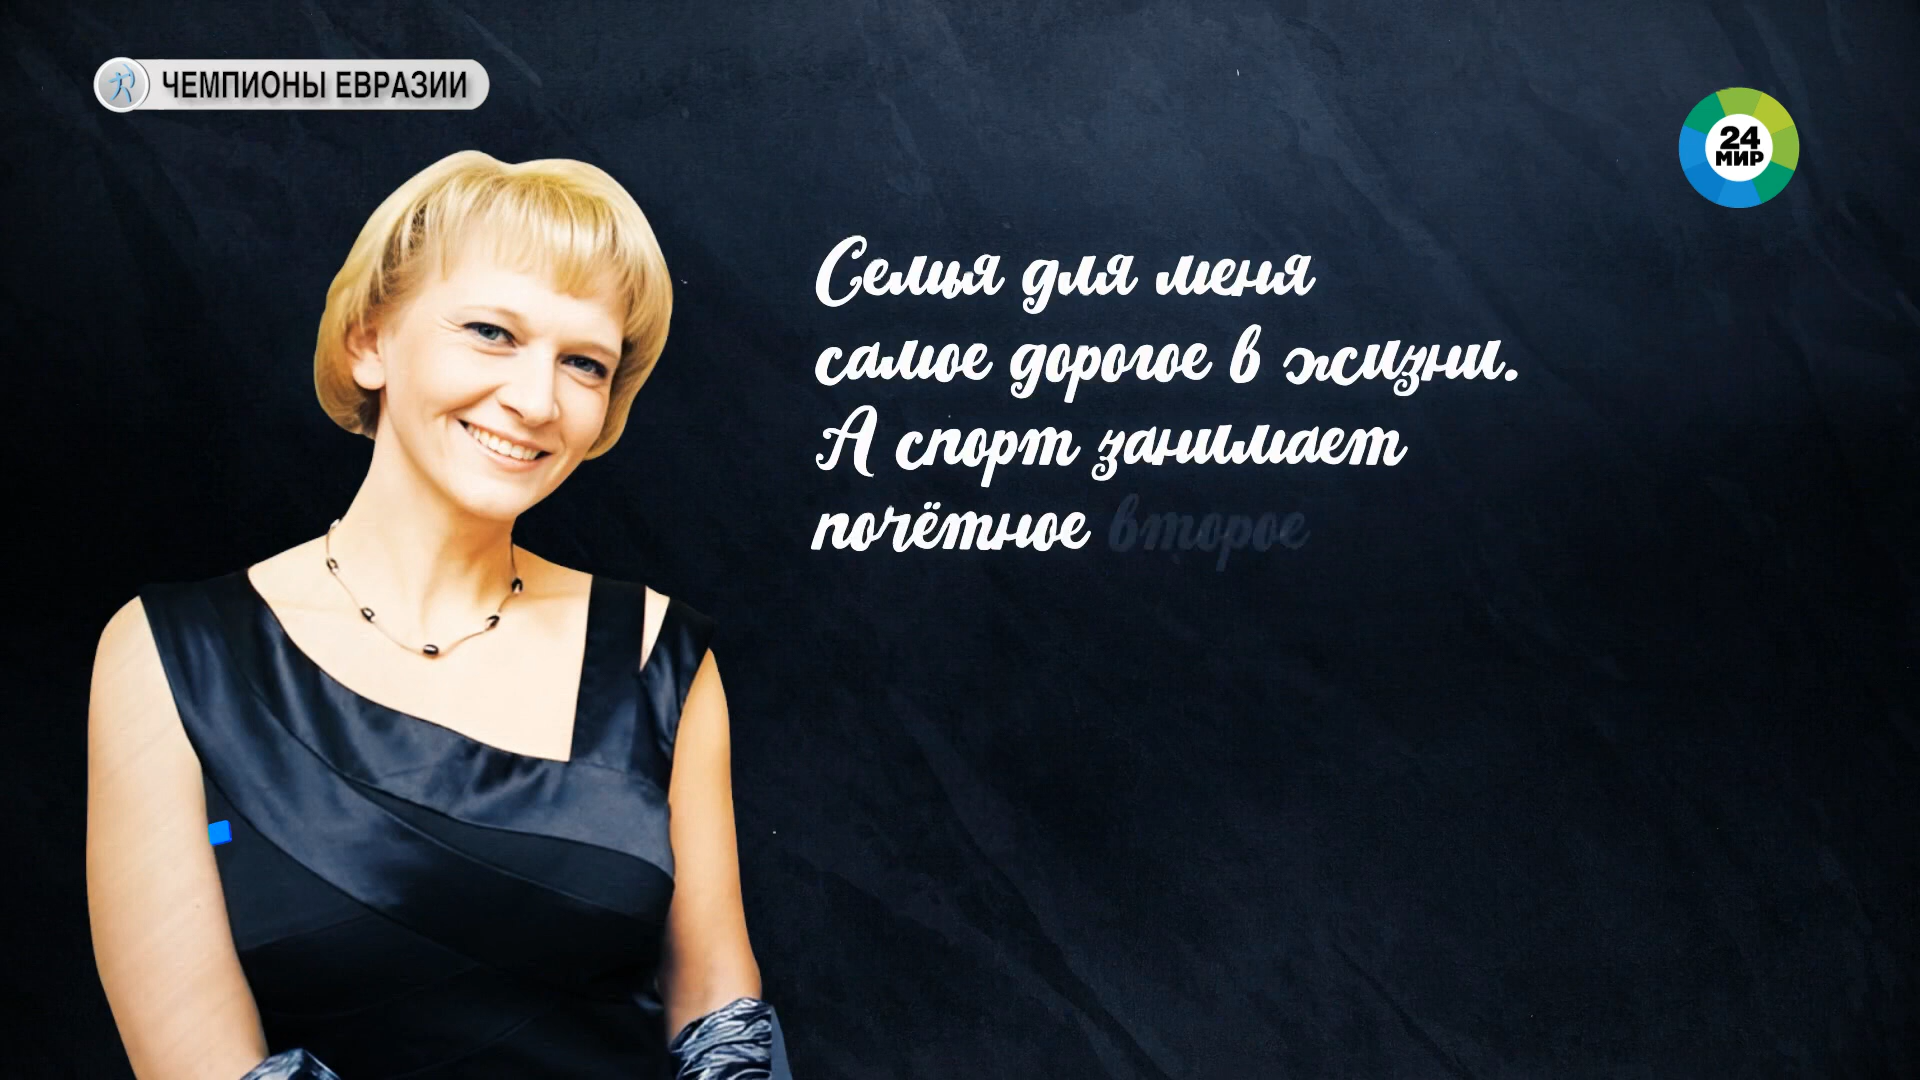 ЧЕМПИОНЫ ЕВРАЗИИ
24
МИР
Семья для меня
самое дорогое в жизни.
А спорт занимает
почётное второе